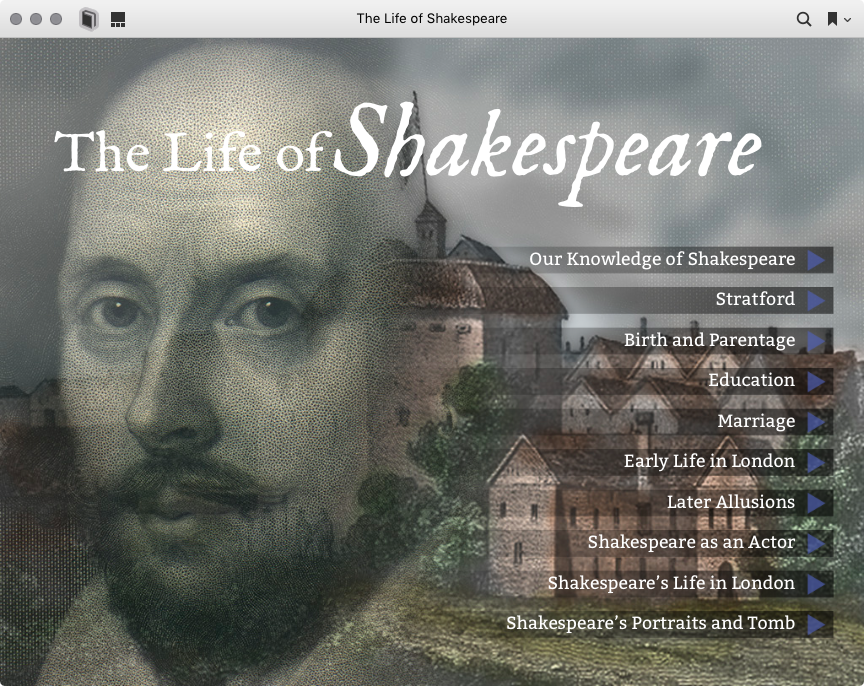 The Life of Shakespeare
The Life of Shakespeare
Our Knowledge of Shakespeare
Stratford
Birth and Parentage
Education
Marriage
Early Life in London
Later Allusions
Shakespeare as an Actor
Shakespeare’s Life in London
Shakespeare’s Portraits and Tomb